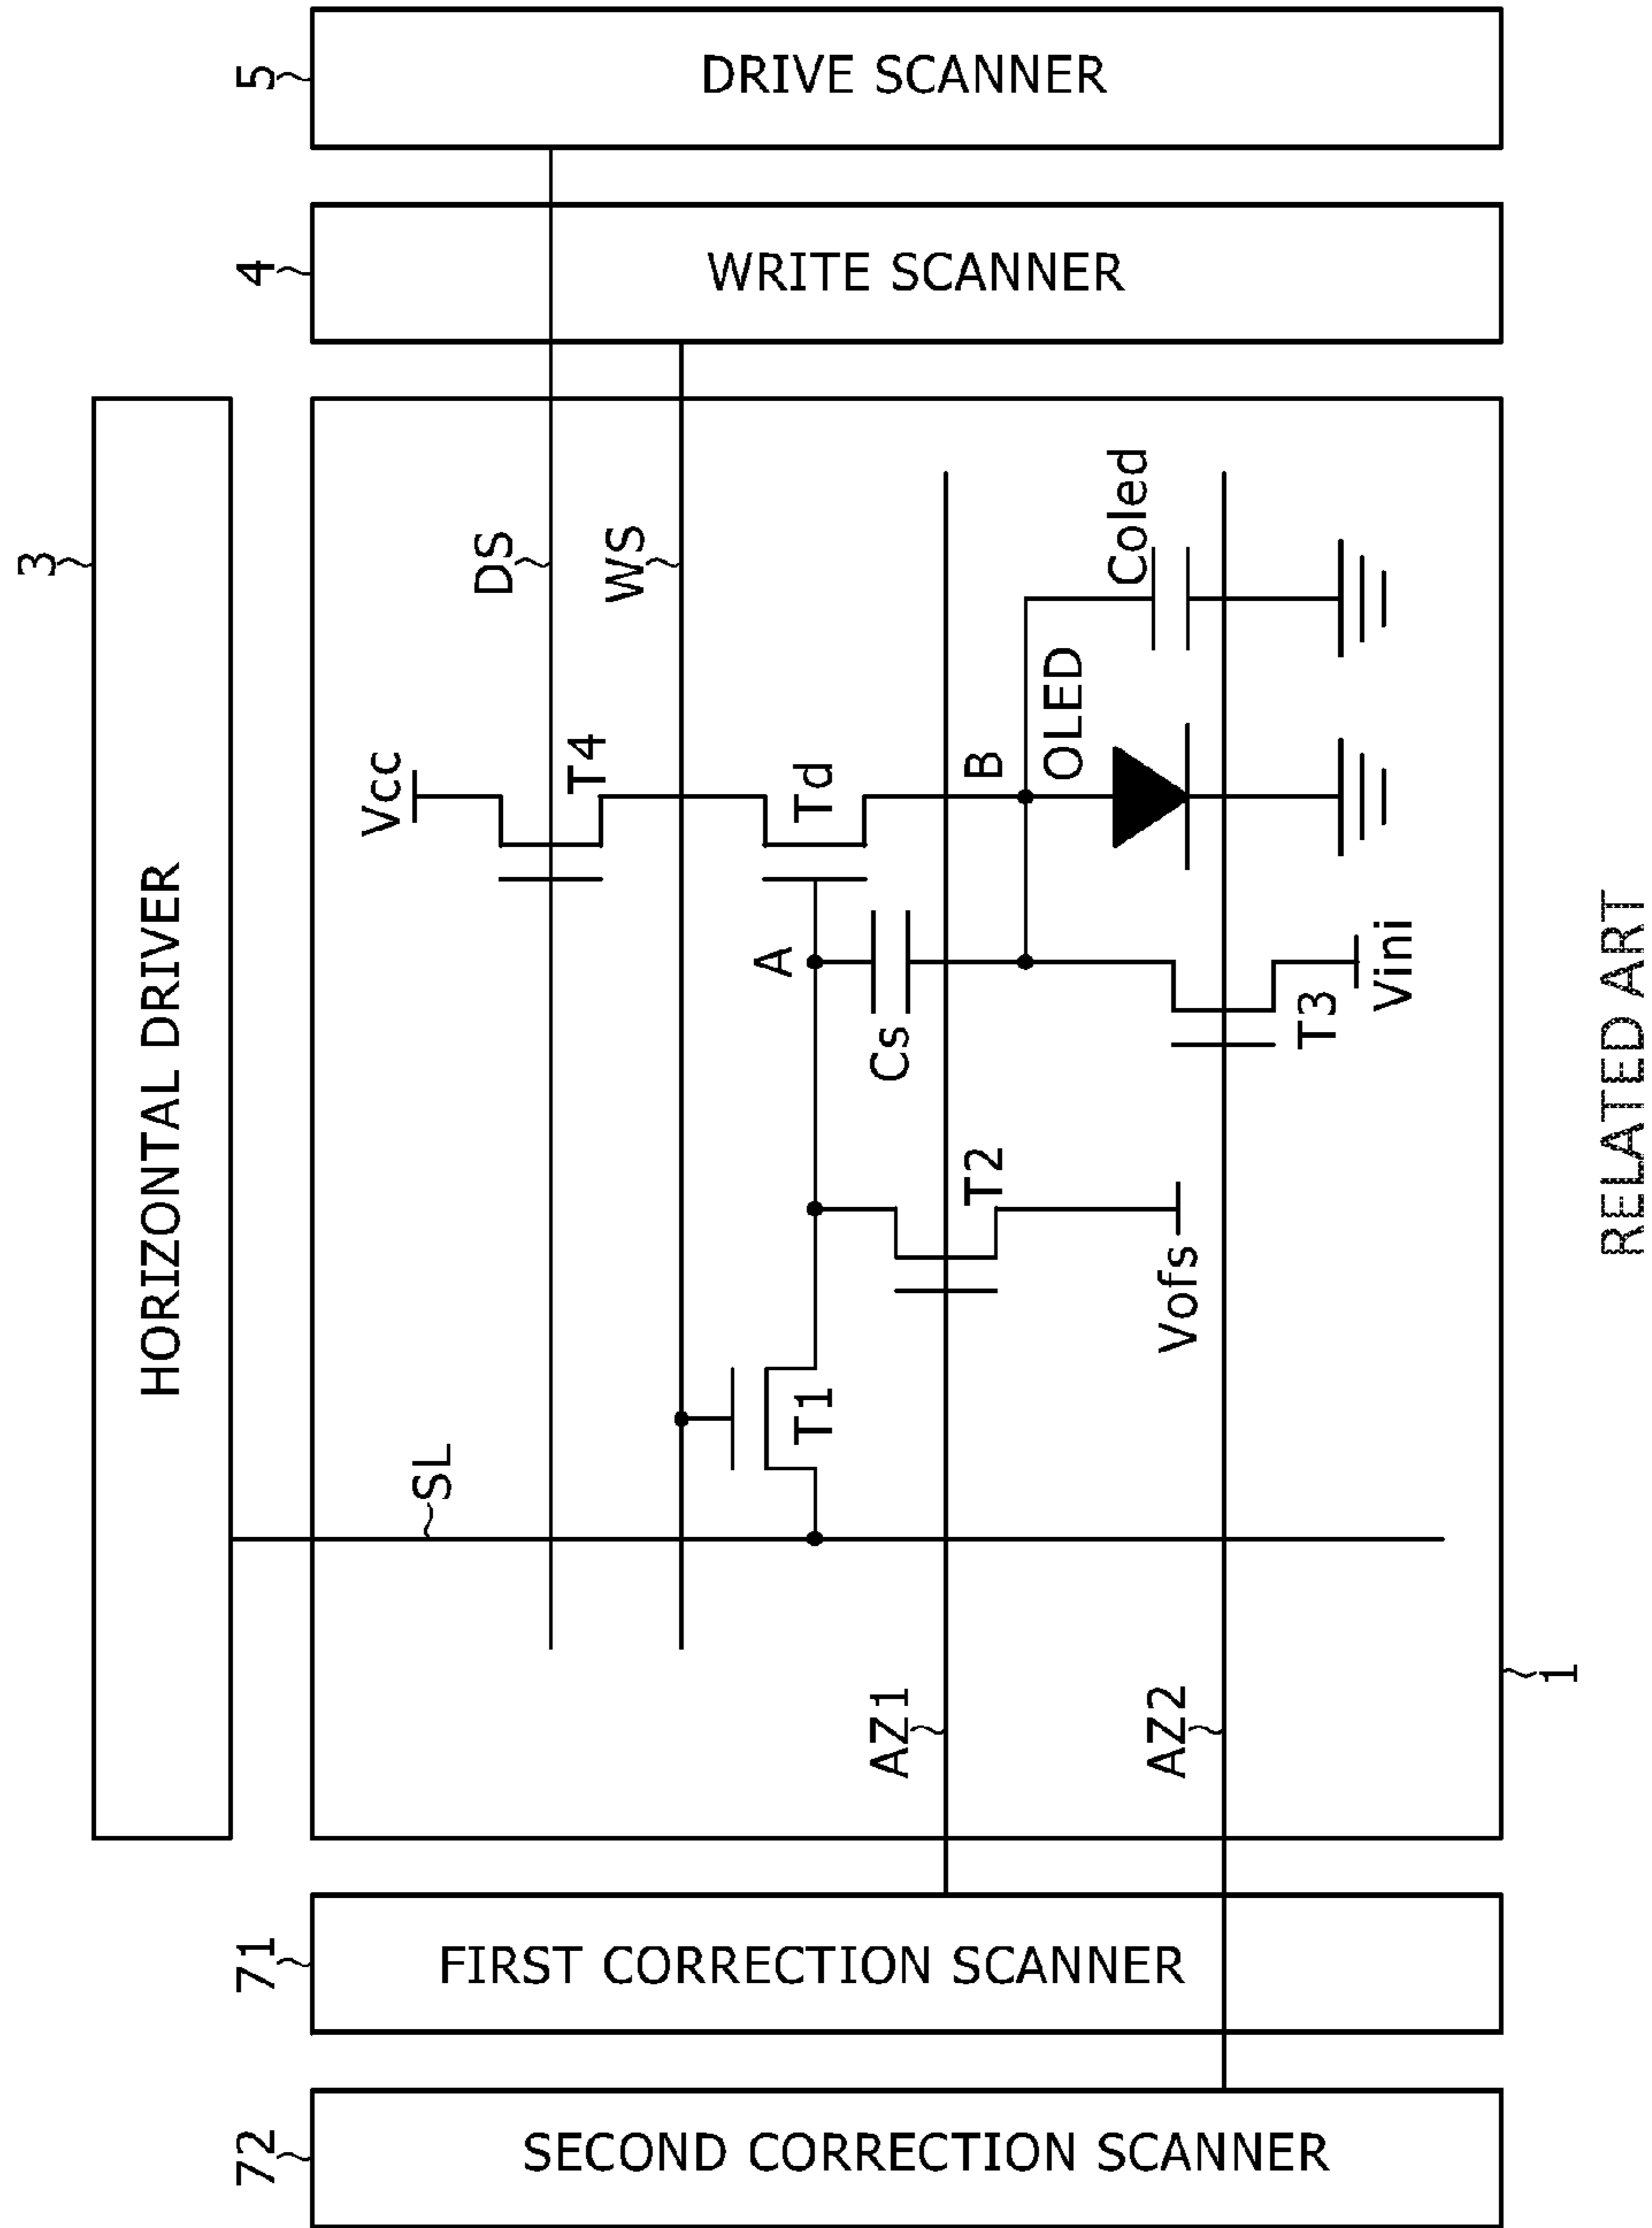 5
DRIVE SCANNER
4
WRITE SCANNER
3
HORIZONTAL DRIVER
DS
WS
Vcc
T4
Td
B
OLED
Coled
A
Cs
T3
Vini
T2
Vofs
T1
SL
AZ1
AZ2
1
71
FIRST CORRECTION SCANNER
72
SECOND CORRECTION SCANNER
RELATED ART